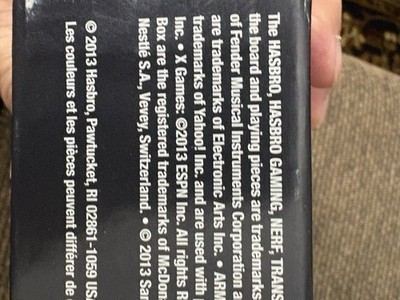 The HASBRO, HASBRO GAMING, NERF, TRANS
the board and playing pieces are trademark
of Fender Musical Instruments Corporation a
are trademarks of Electronic Arts Inc. • ARM
trademarks of Yahoo! Inc. and are used with p
Inc. • X Games: ©2013 ESPN Inc. All rights R
Box are the registered trademarks of McDon
Nestlé S.A., Vevey, Switzerland. • © 2013 San
© 2013 Hasbro, Pawtucket, RI 02861-1059 USA
Les couleurs et les pièces peuvent différer de c